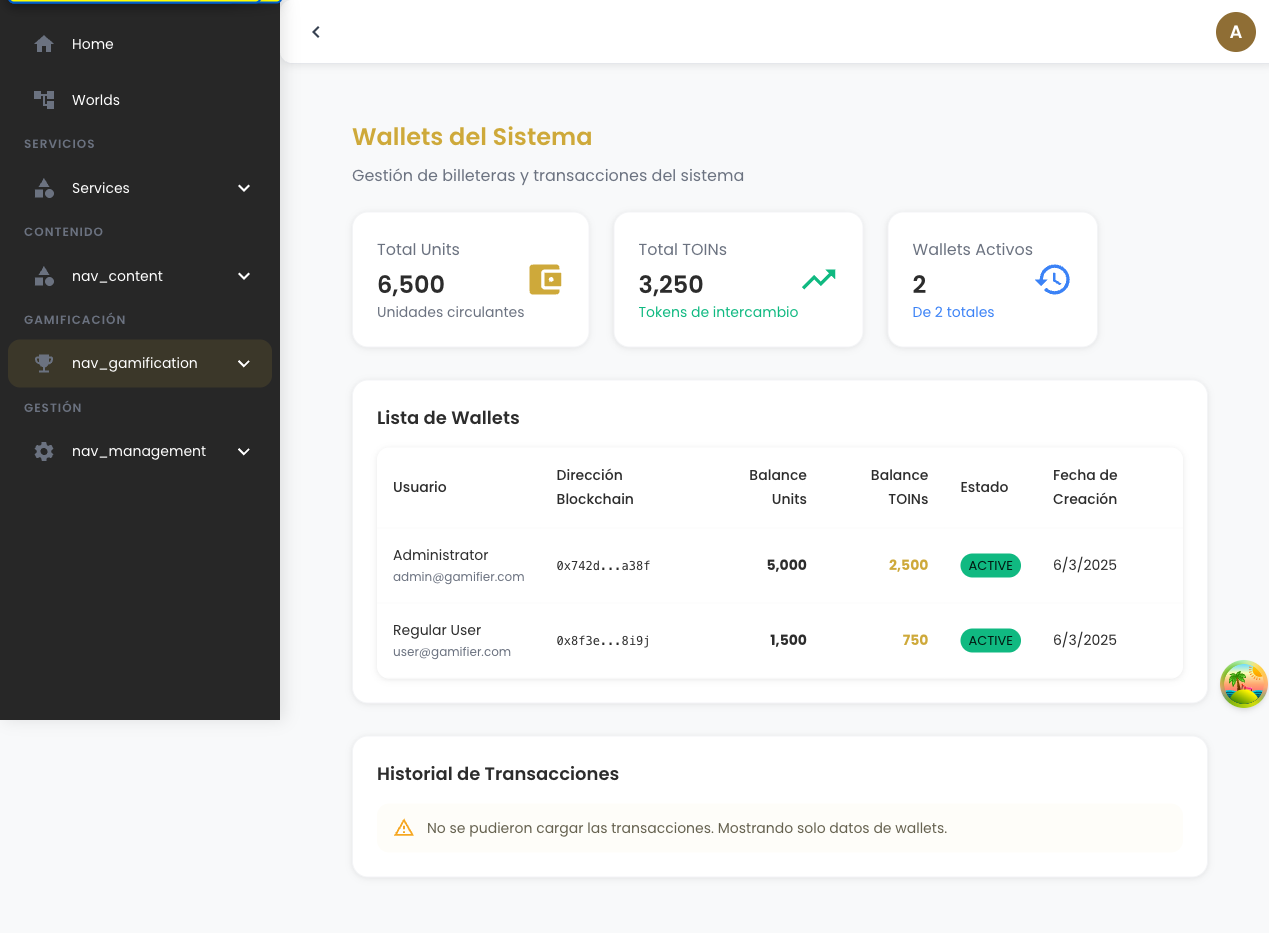 Home
Worlds
SERVICIOS
Services
CONTENIDO
nav_content
GAMIFICACIÓN
nav_gamification
GESTIÓN
nav_management
A
Wallets del Sistema
Gestión de billeteras y transacciones del sistema
Total Units
6,500
Unidades circulantes
Total TOINs
3,250
Tokens de intercambio
Wallets Activos
2
De 2 totales
Lista de Wallets
Usuario
Dirección
Blockchain
Balance
Units
Balance
TOINs
Estado
Fecha de
Creación
Administrator
admin@gamifier.com
0x742d...a38f
5,000
2,500
ACTIVE
6/3/2025
Regular User
user@gamifier.com
0x8f3e...8i9j
1,500
750
ACTIVE
6/3/2025
Historial de Transacciones
No se pudieron cargar las transacciones. Mostrando solo datos de wallets.